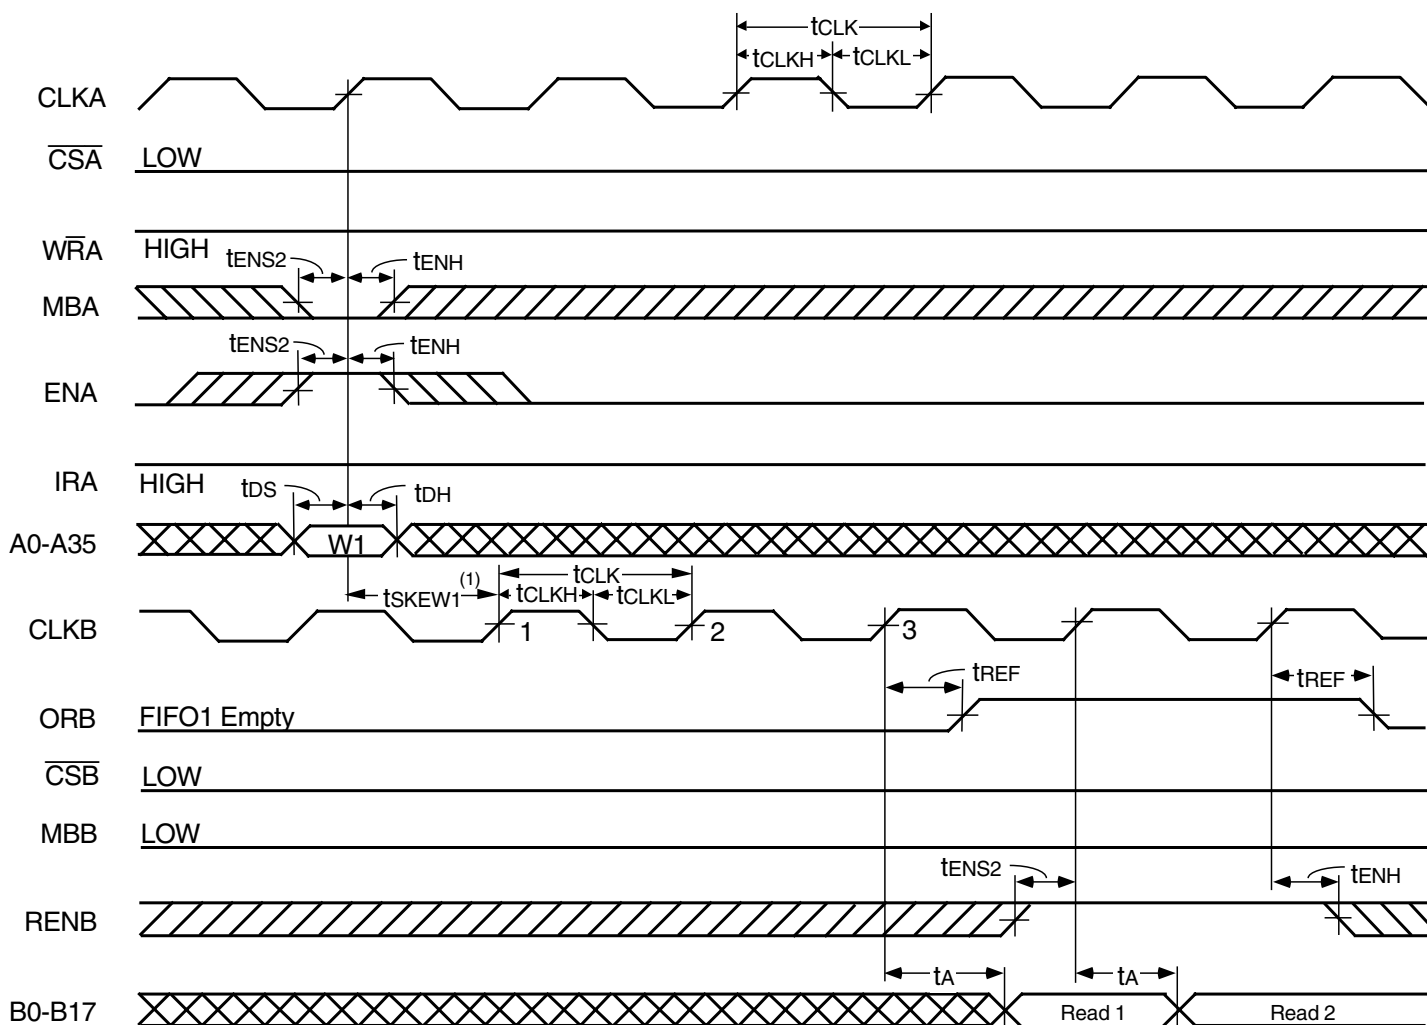 tCLK
tCLKH tCLKL
CLKA
CSA LOW
WRA HIGH
tENS2 tENH
MBA
tENS2 tENH
ENA
IRA HIGH
tDS tDH
A0-A35 W1
tSKEW1 (1) tCLK
tCLKH tCLKL
CLKB 1 2 3
tREF tREF
ORB FIFO1 Empty
CSB LOW
MBB LOW
tENS2 tENH
RENB
tA tA
B0-B17 Read 1 Read 2